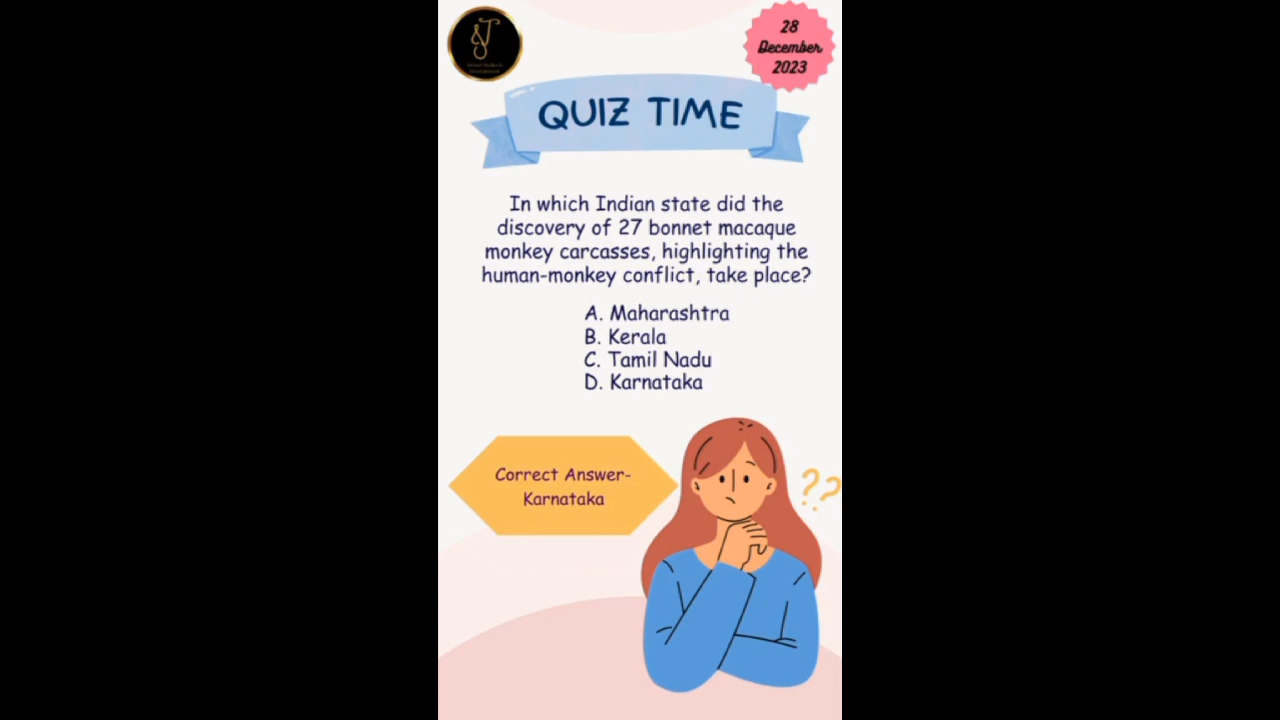 28
December
2023
QUIZ TIME
In which Indian state did the
discovery of 27 bonnet macaque
monkey carcasses, highlighting the
human-monkey conflict, take place?
A. Maharashtra
B. Kerala
C. Tamil Nadu
D. Karnataka
Correct Answer-
Karnataka
??